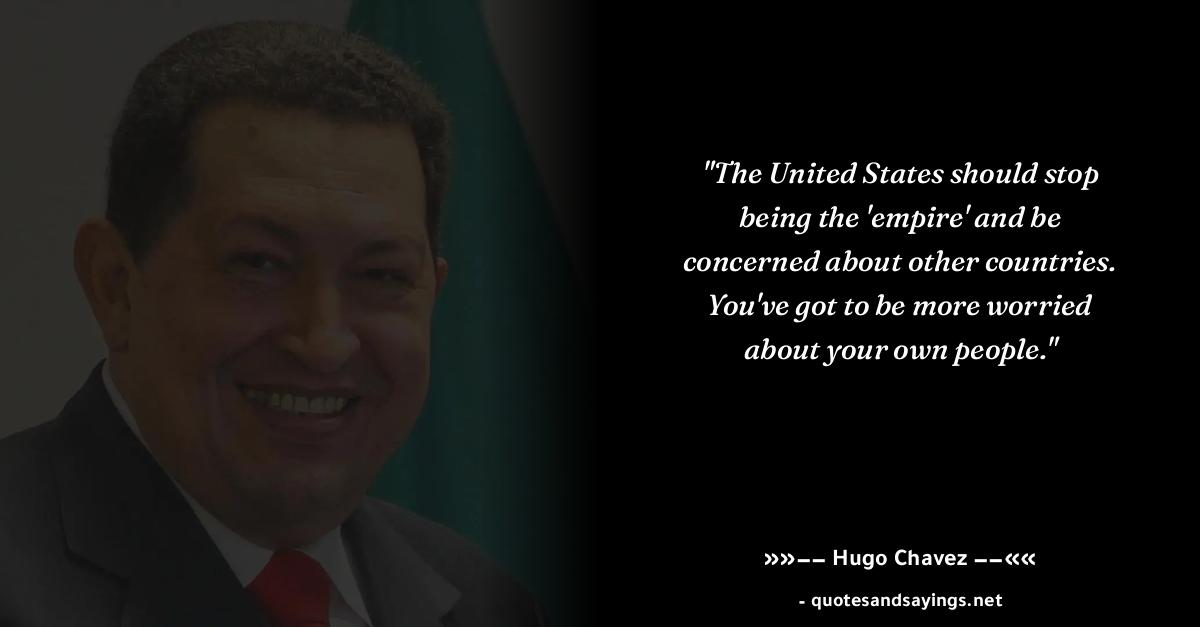 "The United States should stop
being the 'empire' and be
concerned about other countries.
You've got to be more worried
about your own people."
»»−− Hugo Chavez −−««
- quotesandsayings.net